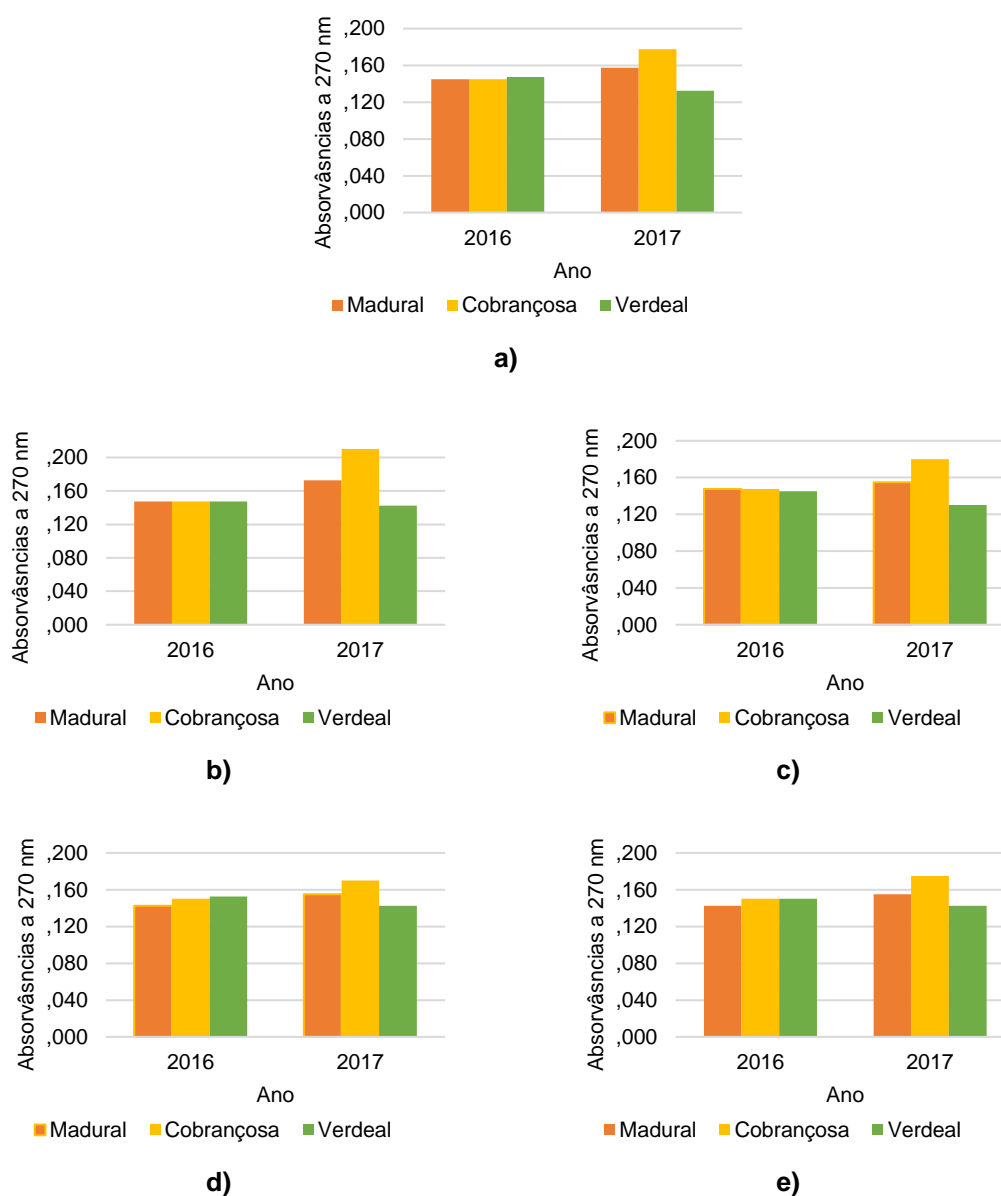 Absorvâsncias a 270 nm
,200
,160
,120
,080
,040
,000
2016 2017
Ano
Madural Cobrançosa Verdeal
a)
Absorvâsncias a 270 nm
,200
,160
,120
,080
,040
,000
2016 2017
Ano
Madural Cobrançosa Verdeal
b)
Absorvâsncias a 270 nm
,200
,160
,120
,080
,040
,000
2016 2017
Ano
Madural Cobrançosa Verdeal
c)
Absorvâsncias a 270 nm
,200
,160
,120
,080
,040
,000
2016 2017
Ano
Madural Cobrançosa Verdeal
d)
Absorvâsncias a 270 nm
,200
,160
,120
,080
,040
,000
2016 2017
Ano
Madural Cobrançosa Verdeal
e)